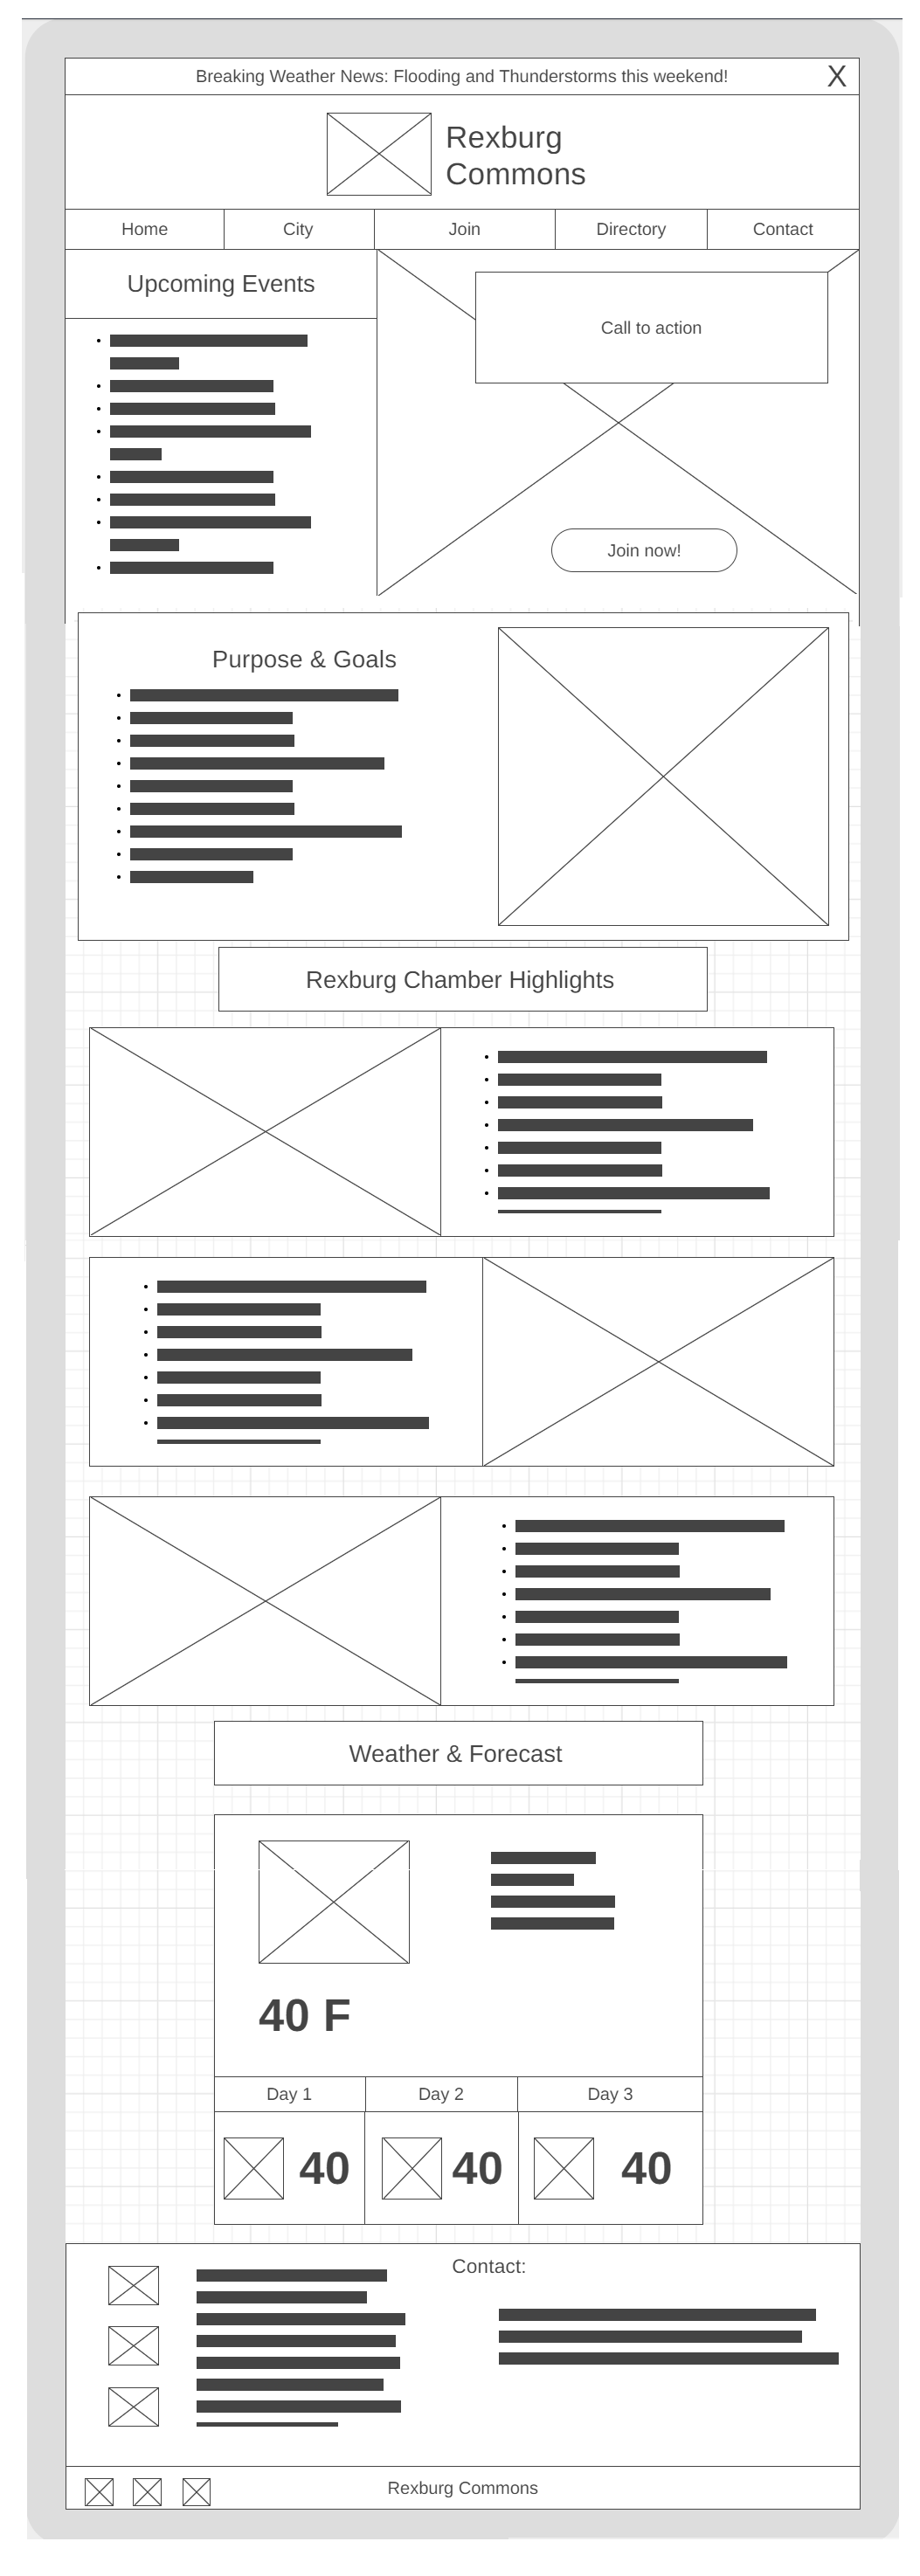 Breaking Weather News: Flooding and Thunderstorms this weekend!
X
Rexburg
Commons
Home
City
Join
Directory
Contact
Upcoming Events
Call to action
Join now!
Purpose & Goals
Rexburg Chamber Highlights
Weather & Forecast
40 F
Day 1
Day 2
Day 3
40
40
40
Contact:
Rexburg Commons